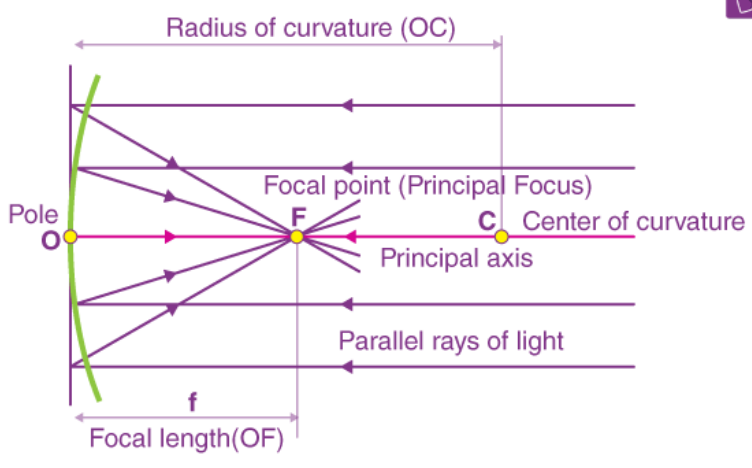 Radius of curvature (OC)
Focal point (Principal Focus)
Pole
O
F
C
Center of curvature
Principal axis
Parallel rays of light
f
Focal length(OF)